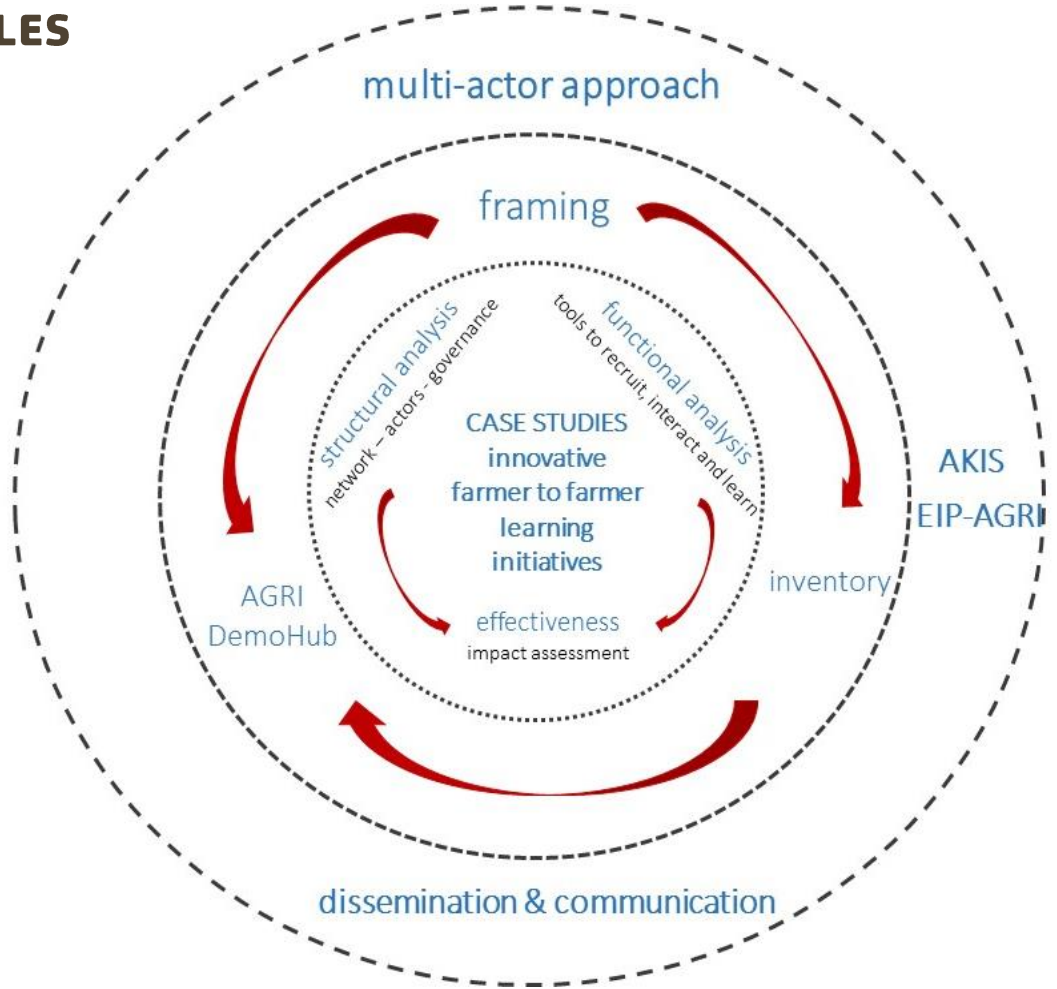 LES
multi-actor approach
framing
structural analysis
network – actors - governance
functional analysis
tools to recruit, interact and learn
CASE STUDIES
innovative
farmer to farmer
learning
initiatives
effectiveness
impact assessment
AKIS
EIP-AGRI
inventory
AGRI
DemoHub
dissemination & communication